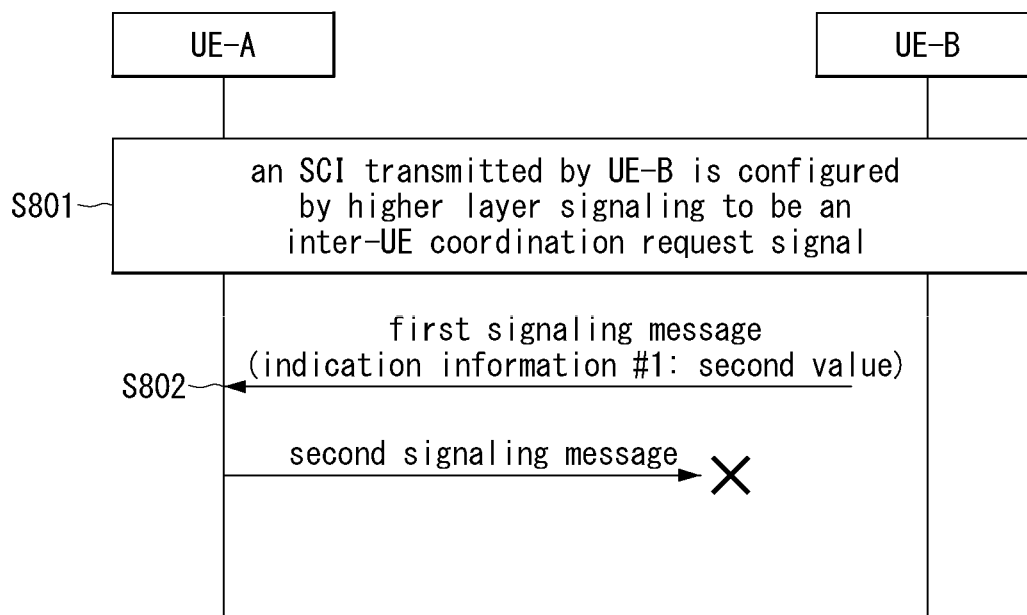 UE-A
UE-B
an SCI transmitted by UE-B is configured
by higher layer signaling to be an
inter-UE coordination request signal
S801
first signaling message
(indication information #1: second value)
S802
second signaling message